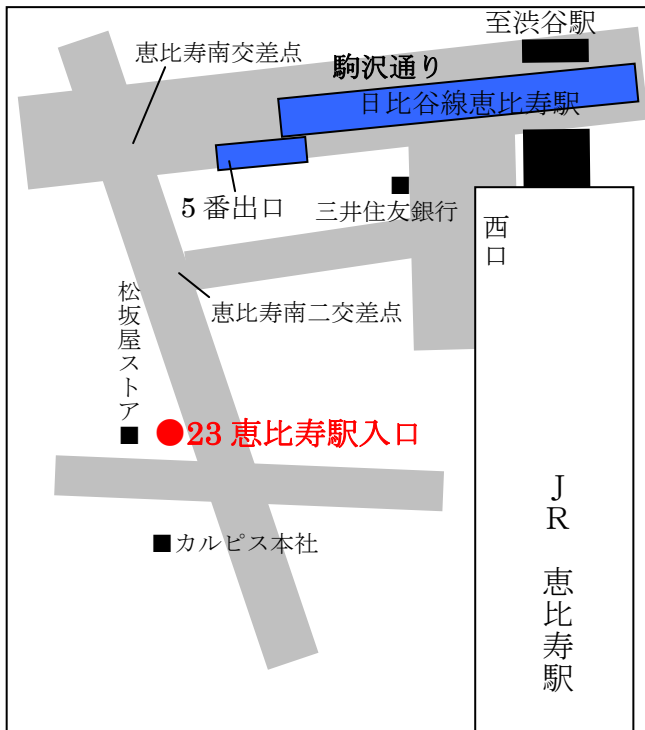 至渋谷駅
恵比寿南交差点
駒沢通り
日比谷線恵比寿駅
5番出口
三井住友銀行
西口
恵比寿南二交差点
松坂屋ストア
■
●23 恵比寿駅入口
■カルピス本社
JR 恵比寿駅